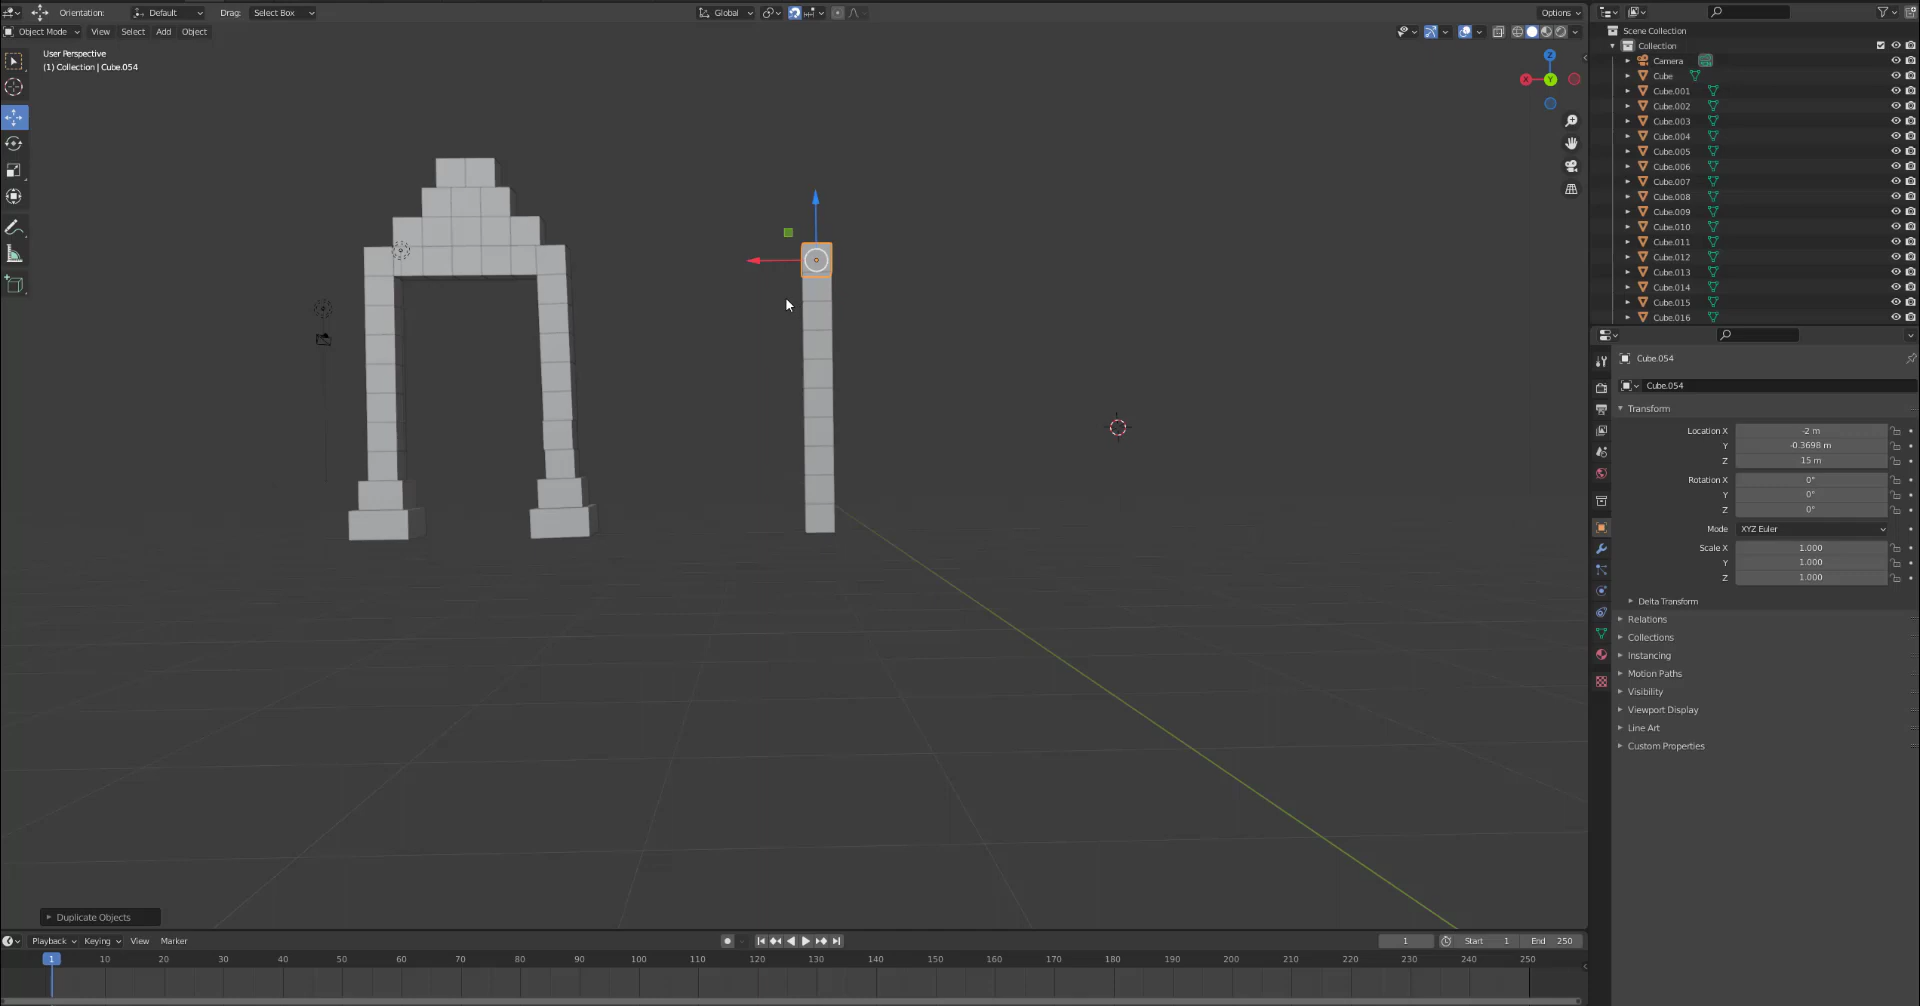 Orientation: Default Drag: Select Box Global Options
Object Mode View Select Add Object
User Perspective
(1) Collection | Cube.054
X Y Z
Duplicate Objects
Playback Keying View Marker 1 Start 1 End 250
1 10 20 30 40 50 60 70 80 90 100 110 120 130 140 150 160 170 180 190 200 210 220 230 240 250
Scene Collection
Collection
Camera
Cube
Cube.001
Cube.002
Cube.003
Cube.004
Cube.005
Cube.006
Cube.007
Cube.008
Cube.009
Cube.010
Cube.011
Cube.012
Cube.013
Cube.014
Cube.015
Cube.016
Cube.054
Cube.054
Transform
Location X -2 m
Y -0.3698 m
Z 15 m
Rotation X 0°
Y 0°
Z 0°
Mode XYZ Euler
Scale X 1.000
Y 1.000
Z 1.000
Delta Transform
Relations
Collections
Instancing
Motion Paths
Visibility
Viewport Display
Line Art
Custom Properties